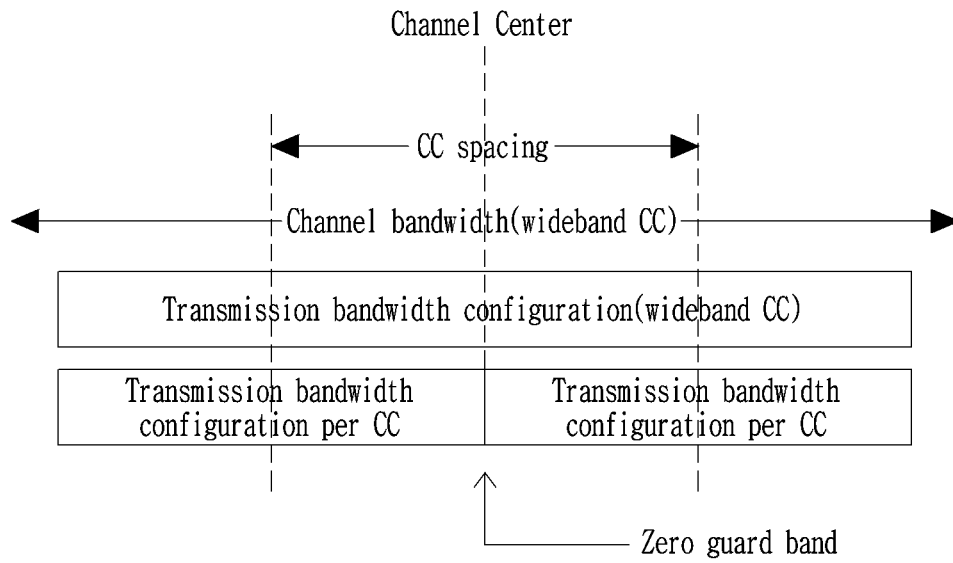 Channel Center
CC spacing
Channel bandwidth(wideband CC)
Transmission bandwidth configuration(wideband CC)
Transmission bandwidth
configuration per CC
Transmission bandwidth
configuration per CC
Zero guard band